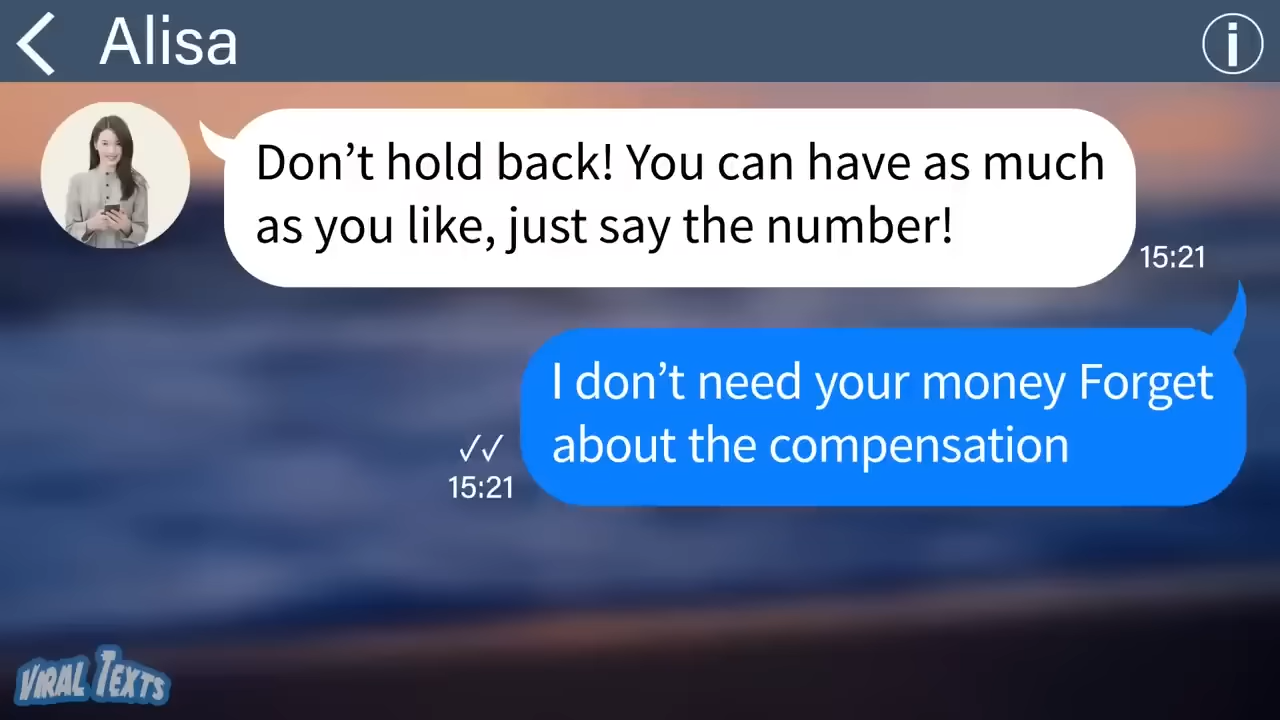 Alisa
i
Don’t hold back! You can have as much
as you like, just say the number!
15:21
I don’t need your money Forget
about the compensation
✓✓
15:21
VIRAL TEXTS